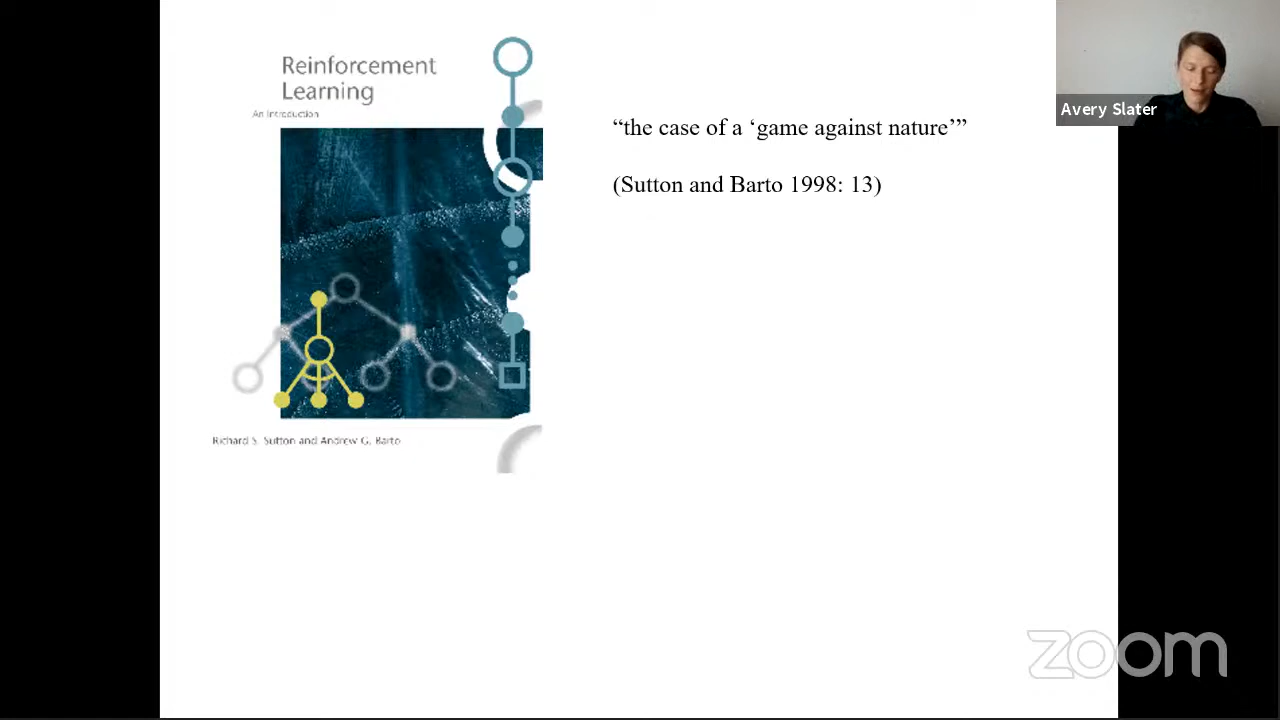 Reinforcement
Learning
An Introduction
Richard S. Sutton and Andrew G. Barto
“the case of a ‘game against nature’”
(Sutton and Barto 1998: 13)
Avery Slater
zoom